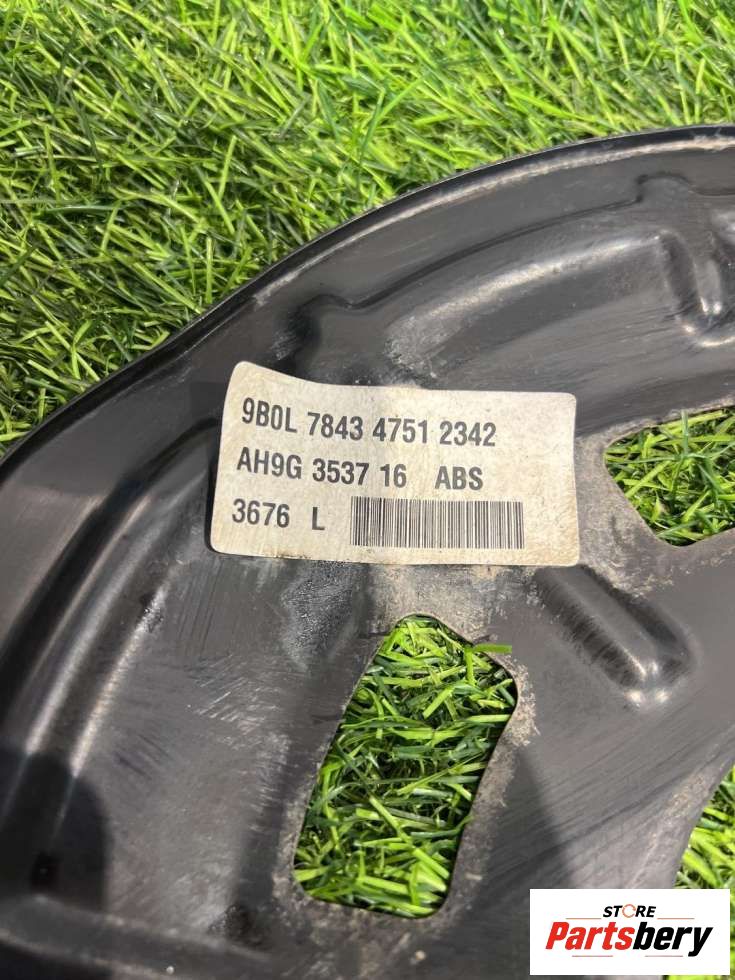 9B0L 7843 4751 2342
AH9G 3537 16 ABS
3676 L
STORE
Partsbery